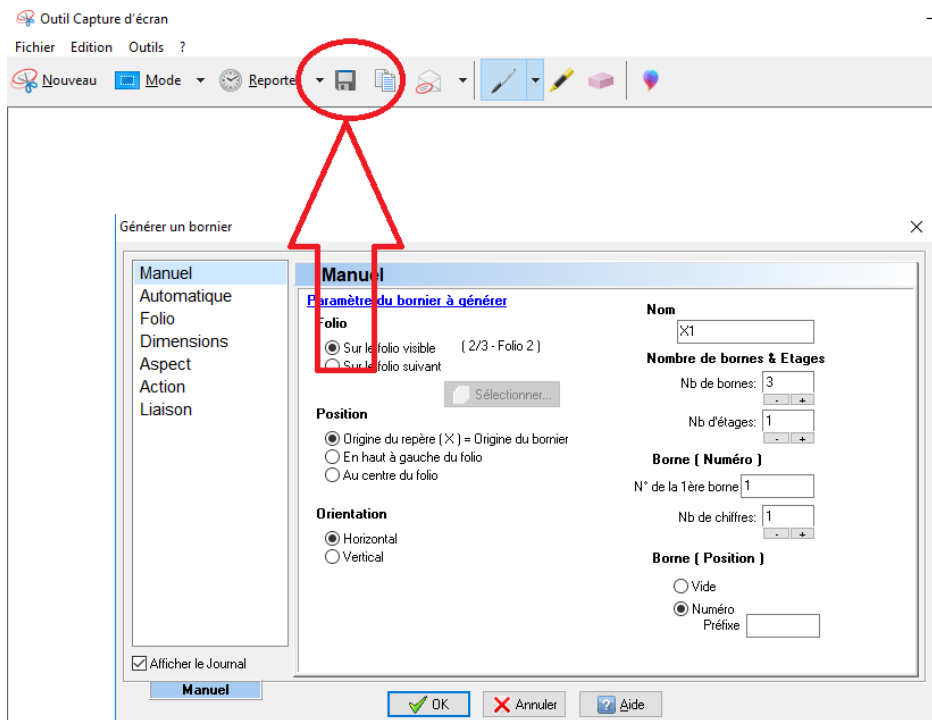 Outil Capture d'écran
Fichier Edition Outils ?
Nouveau Mode Reporte
Générer un bornier
Manuel
Automatique
Folio
Dimensions
Aspect
Action
Liaison
Afficher le Journal
Manuel
Manuel
Paramètre du bornier à générer
Folio
Sur le folio visible ( 2/3 - Folio 2 )
Sur le folio suivant
Sélectionner...
Position
Origine du repère ( X ) = Origine du bornier
En haut à gauche du folio
Au centre du folio
Orientation
Horizontal
Vertical
Nom
X1
Nombre de bornes & Etages
Nb de bornes: 3
- +
Nb d'étages: 1
- +
Borne ( Numéro )
N° de la 1ère borne 1
Nb de chiffres: 1
- +
Borne ( Position )
Vide
Numéro
Préfixe
OK Annuler Aide